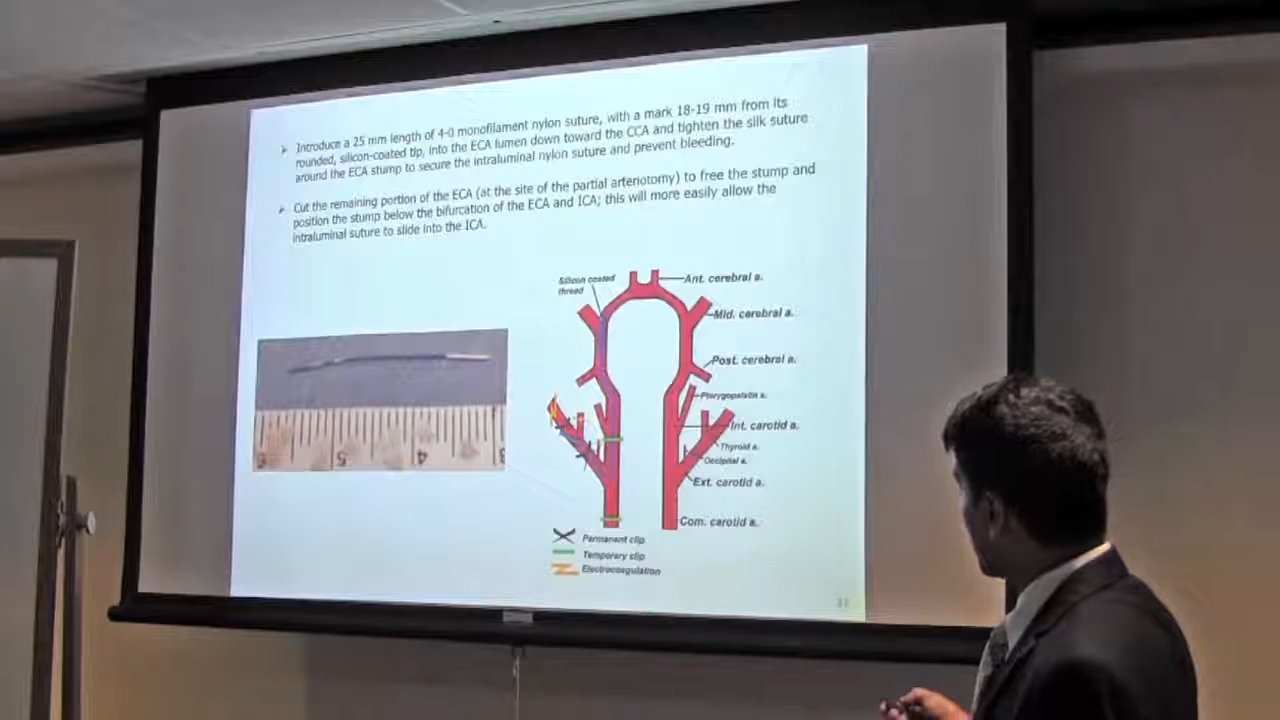 Introduce a 25 mm length of 4-0 monofilament nylon suture, with a mark 18-19 mm from its
rounded, silicon-coated tip, into the ECA lumen down toward the CCA and tighten the silk suture
around the ECA stump to secure the intraluminal nylon suture and prevent bleeding.
Cut the remaining portion of the ECA (at the site of the partial arteriotomy) to free the stump and
position the stump below the bifurcation of the ECA and ICA; this will more easily allow the
intraluminal suture to slide into the ICA.
Silicon coated
thread
Ant. cerebral a.
Mid. cerebral a.
Post. cerebral a.
Pterygopalatin a.
Int. carotid a.
Thyroid a.
Occipital a.
Ext. carotid a.
Com. carotid a.
Permanent clip
Temporary clip
Electrocoagulation
5
4